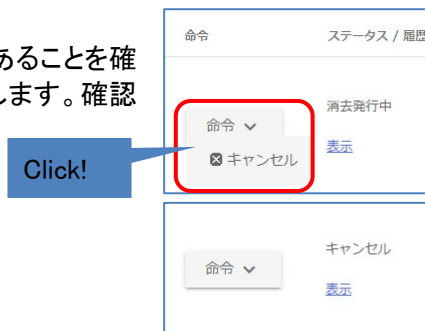 命令 ステータス / 履歴
あることを確
します。確認
消去発行中
命令
表示
キャンセル
Click!
キャンセル
命令
表示